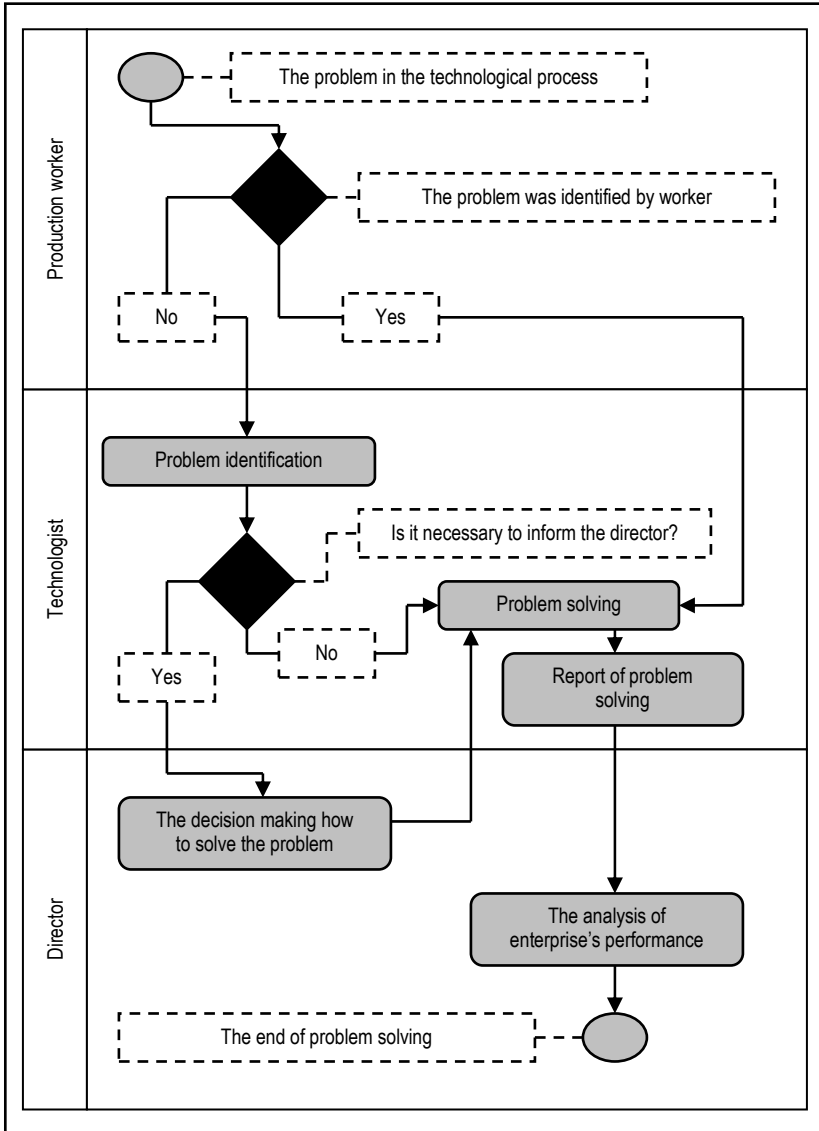 Production worker
The problem in the technological process
The problem was identified by worker
No
Yes
Technologist
Problem identification
Is it necessary to inform the director?
Problem solving
No
Yes
Report of problem
solving
Director
The decision making how
to solve the problem
The analysis of
enterprise's performance
The end of problem solving